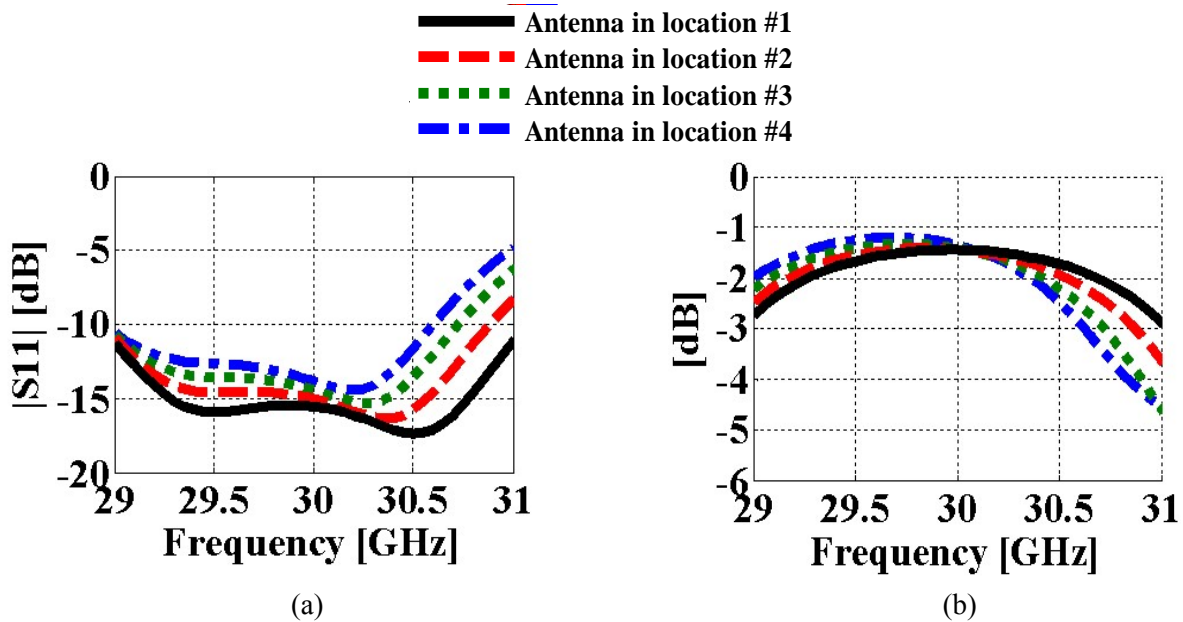 Antenna in location #1
Antenna in location #2
Antenna in location #3
Antenna in location #4
|S11| [dB]
0
-5
-10
-15
-20
29
29.5
30
30.5
31
Frequency [GHz]
(a)
[dB]
0
-1
-2
-3
-4
-5
-6
29
29.5
30
30.5
31
Frequency [GHz]
(b)